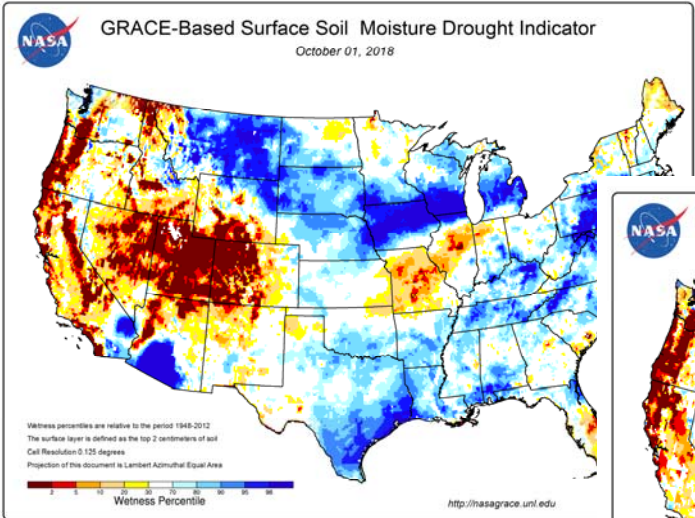 NASA
GRACE-Based Surface Soil Moisture Drought Indicator
October 01, 2018
NASA
Wetness percentiles are relative to the period 1948-2012
The surface layer is defined as the top 2 centimeters of soil
Cell Resolution 0.125 degrees
Projection of this document is Lambert Azimuthal Equal Area
2 5 10 20 30 70 80 90 95 98
Wetness Percentile
http://nasagrace.unl.edu